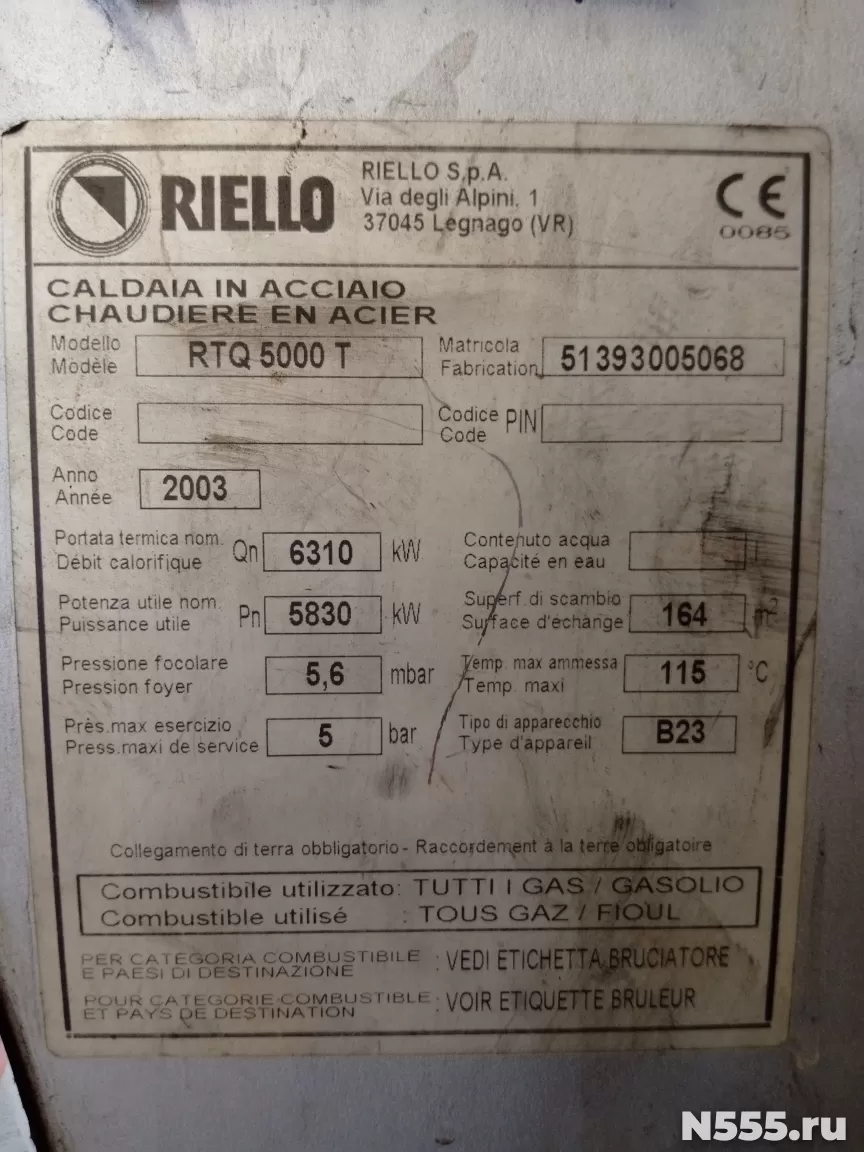 RIELLO
RIELLO S.p.A.
Via degli Alpini, 1
37045 Legnago (VR)
CE
0085
CALDAIA IN ACCIAIO
CHAUDIERE EN ACIER
Modello
Modèle
RTQ 5000 T
Matricola
Fabrication
51393005068
Codice
Code
Codice
Code
PIN
Anno
Année
2003
Portata termica nom.
Débit calorifique
Qn 6310 kW
Contenuto acqua
Capacité en eau
Potenza utile nom.
Puissance utile
Pn 5830 kW
Superf. di scambio
Surface d'échange
164 m²
Pressione focolare
Pression foyer
5,6 mbar
Temp. max ammessa
Temp. maxi
115 °C
Près.max esercizio
Press.maxi de service
5 bar
Tipo di apparecchio
Type d'appareil
B23
Collegamento di terra obbligatorio - Raccordement à la terre obligatoire
Combustibile utilizzato: TUTTI I GAS / GASOLIO
Combustible utilisé : TOUS GAZ / FIOUL
PER CATEGORIA COMBUSTIBILE
E PAESI DI DESTINAZIONE
: VEDI ETICHETTA BRUCIATORE
POUR CATEGORIE COMBUSTIBLE
ET PAYS DE DESTINATION
: VOIR ETIQUETTE BRULEUR
N555.ru